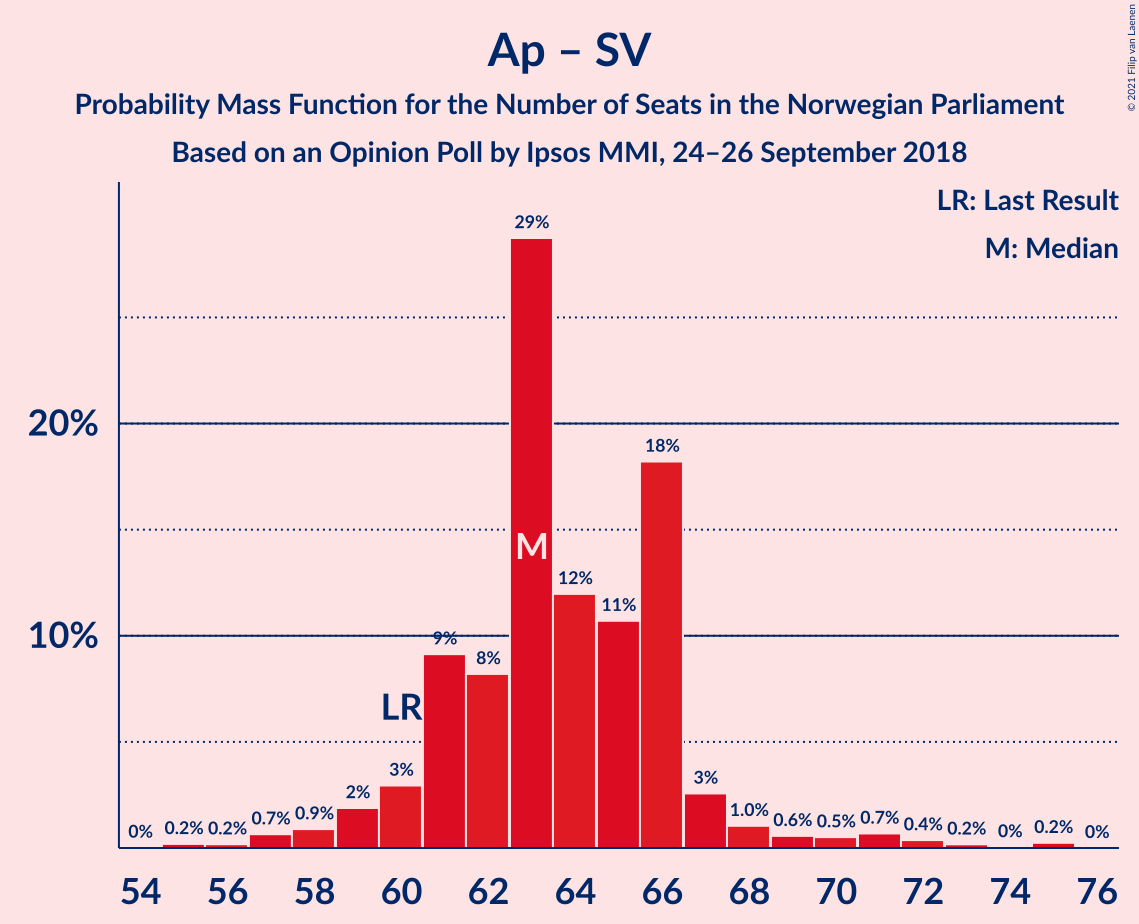 Ap – SV
Probability Mass Function for the Number of Seats in the Norwegian Parliament
Based on an Opinion Poll by Ipsos MMI, 24–26 September 2018
© 2021 Filip van Laenen
LR: Last Result
M: Median
20%
10%
0%
0.2%
0.2%
0.7%
0.9%
2%
3%
LR
9%
8%
29%
M
12%
11%
18%
3%
1.0%
0.6%
0.5%
0.7%
0.4%
0.2%
0%
0.2%
0%
54 56 58 60 62 64 66 68 70 72 74 76